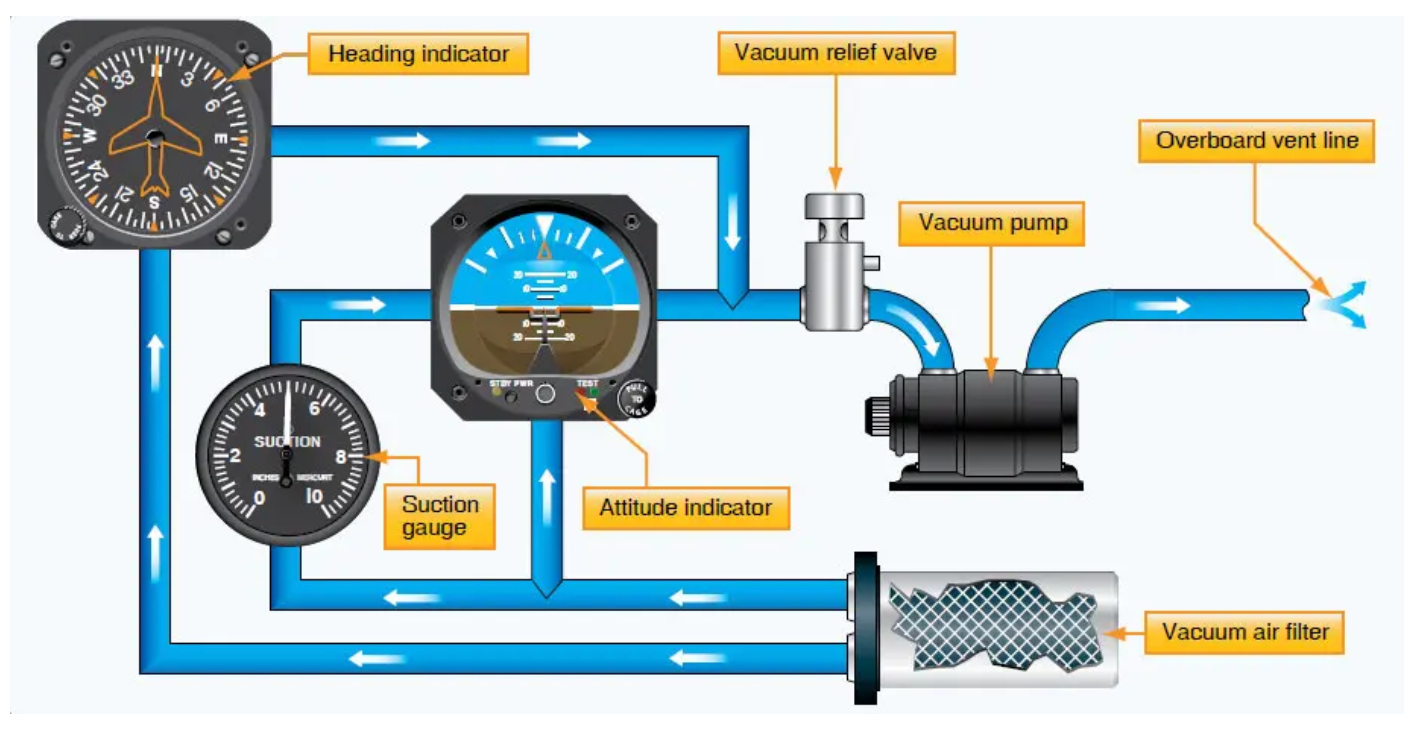 Heading indicator
Vacuum relief valve
Overboard vent line
Vacuum pump
33 N 3
30 6
W E
24 12
21 S 15
20 20
10 10
10 10
20 20
STBY PWR TEST
PULL
TO
CAGE
4 6
SUCTION
2 8
INCHES MERCURY
0 10
Suction
gauge
Attitude indicator
Vacuum air filter